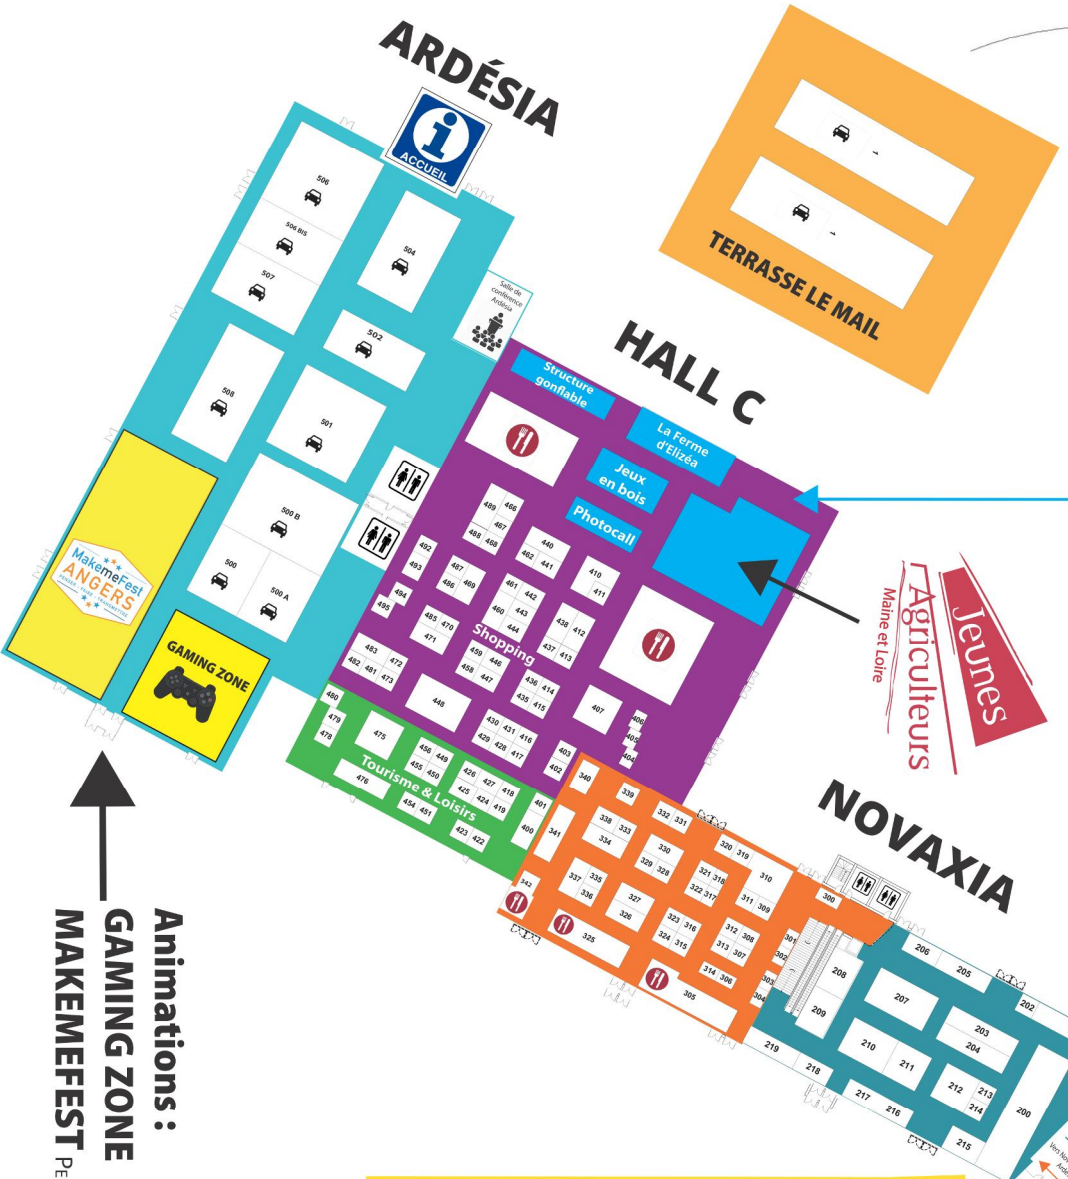 ARDÉSIA
ACCUEIL
TERRASSE LE MAIL
506
506 BIS
507
504
502
508
501
500 B
500
500 A
Salle de
conférence
Ardésia
MakemeFest
ANGERS
GAMING ZONE
HALL C
Structure
gonflable
La Ferme
d'Elizéa
Jeux
en bois
Photocall
489 466
467
488 468
440
462 441
410
411
492
493
487
486 469
494
495
461 442
460 443
444
438 412
437 413
485 470
471
Shopping
459 446
458 447
436 414
435 415
483 472
482 481 473
448
407
406
405
404
430 431 416
429 428 417
403
402
480
479
478
475
476
456 449
455 450
454 451
Tourisme & Loisirs
426 427 418
425 424 419
423 422
401
400
Jeunes
Agriculteurs
Maine et Loire
NOVAXIA
340
341
342
339
332 331
338 333
334
330
329 328
320 319
310
321 318
322 317
311 309
337 335
336
327
326
325
323 316
324 315
312 308
313 307
314 306
305
300
301
302
303
304
208
209
206
205
202
207
203
204
210
211
212 213
214
219
218
217
216
215
200
Animations :
GAMING ZONE
MAKEMEFEST PE